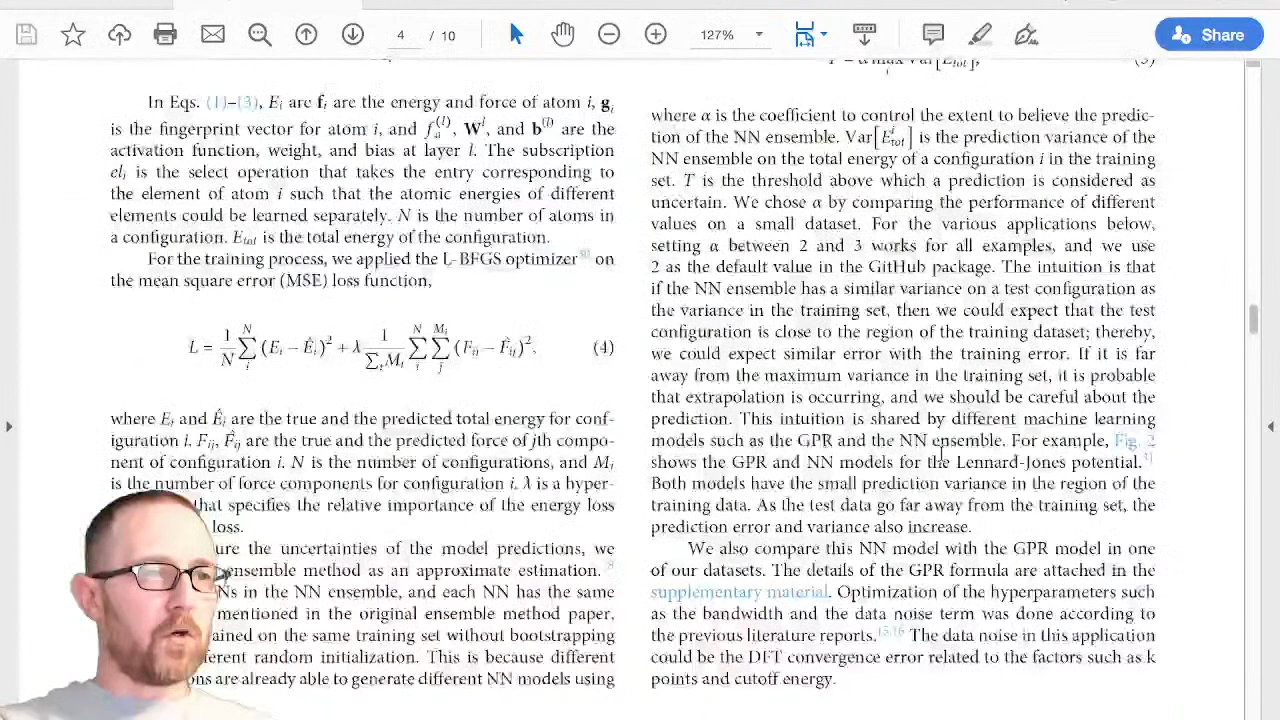 4 / 10
127%
Share
In Eqs. (1)–(3), Ei are fi are the energy and force of atom i, gi
is the fingerprint vector for atom i, and f_a^(l), W^l, and b^(l) are the
activation function, weight, and bias at layer l. The subscription
eli is the select operation that takes the entry corresponding to
the element of atom i such that the atomic energies of different
elements could be learned separately. N is the number of atoms in
a configuration. Etot is the total energy of the configuration.
For the training process, we applied the L-BFGS optimizer30 on
the mean square error (MSE) loss function,
L = 1/N ∑_i^N (Ei − Êi)² + λ 1/∑_i Mi ∑_i^N ∑_j^Mi (Fij − F̂ij)², (4)
where Ei and Êi are the true and the predicted total energy for conf-
iguration i. Fij, F̂ij are the true and the predicted force of jth compo-
nent of configuration i. N is the number of configurations, and Mi
is the number of force components for configuration i. λ is a hyper-
that specifies the relative importance of the energy loss
loss.
ure the uncertainties of the model predictions, we
ensemble method as an approximate estimation.
Ns in the NN ensemble, and each NN has the same
mentioned in the original ensemble method paper,
ained on the same training set without bootstrapping
ferent random initialization. This is because different
ons are already able to generate different NN models using
(5)
where α is the coefficient to control the extent to believe the predic-
tion of the NN ensemble. Var[E^i_tot] is the prediction variance of the
NN ensemble on the total energy of a configuration i in the training
set. T is the threshold above which a prediction is considered as
uncertain. We chose α by comparing the performance of different
values on a small dataset. For the various applications below,
setting α between 2 and 3 works for all examples, and we use
2 as the default value in the GitHub package. The intuition is that
if the NN ensemble has a similar variance on a test configuration as
the variance in the training set, then we could expect that the test
configuration is close to the region of the training dataset; thereby,
we could expect similar error with the training error. If it is far
away from the maximum variance in the training set, it is probable
that extrapolation is occurring, and we should be careful about the
prediction. This intuition is shared by different machine learning
models such as the GPR and the NN ensemble. For example, Fig. 2
shows the GPR and NN models for the Lennard-Jones potential.31
Both models have the small prediction variance in the region of the
training data. As the test data go far away from the training set, the
prediction error and variance also increase.
We also compare this NN model with the GPR model in one
of our datasets. The details of the GPR formula are attached in the
supplementary material. Optimization of the hyperparameters such
as the bandwidth and the data noise term was done according to
the previous literature reports.15,16 The data noise in this application
could be the DFT convergence error related to the factors such as k
points and cutoff energy.